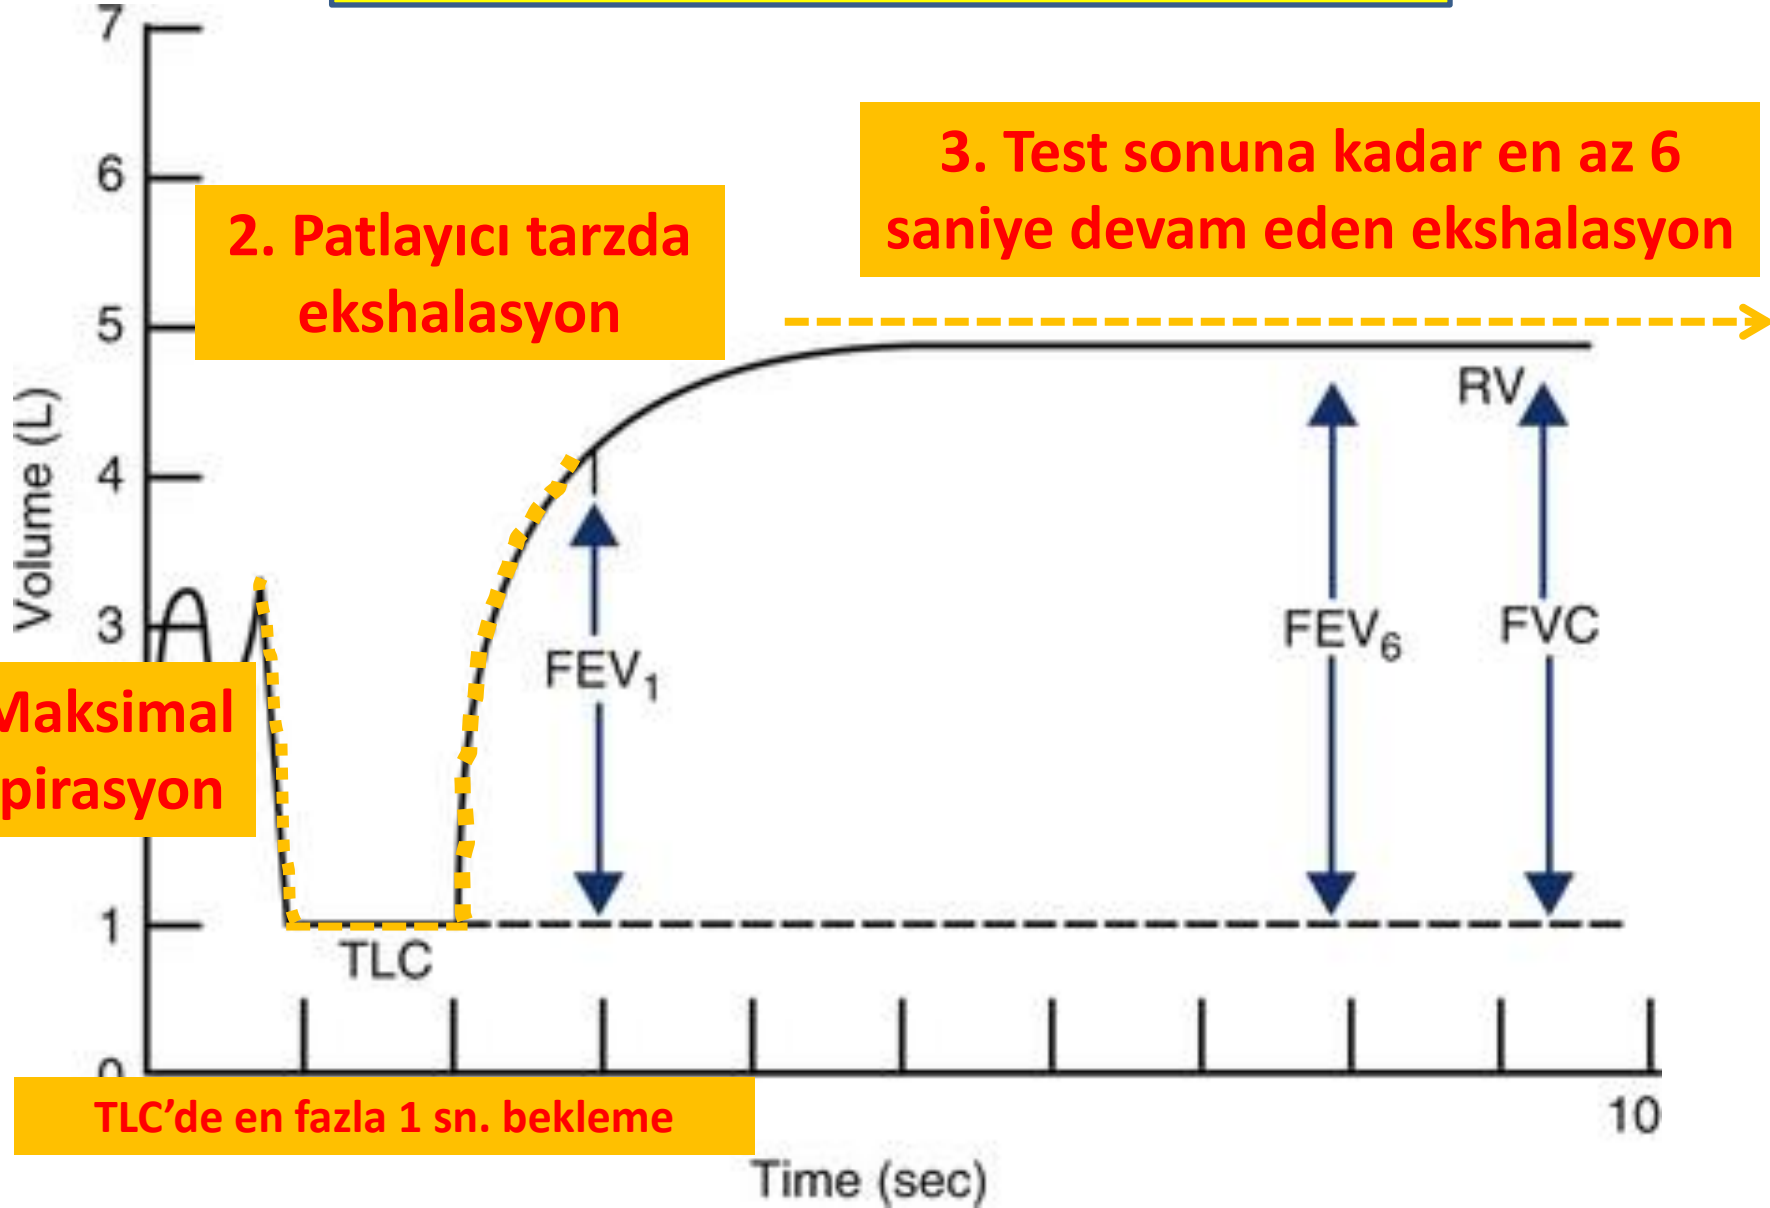 7
3. Test sonuna kadar en az 6
saniye devam eden ekshalasyon
6
2. Patlayıcı tarzda
ekshalasyon
5
RV
Volume (L)
4
3
FEV1
FEV6
FVC
Maksimal
pirasyon
1
TLC
0
TLC’de en fazla 1 sn. bekleme
10
Time (sec)